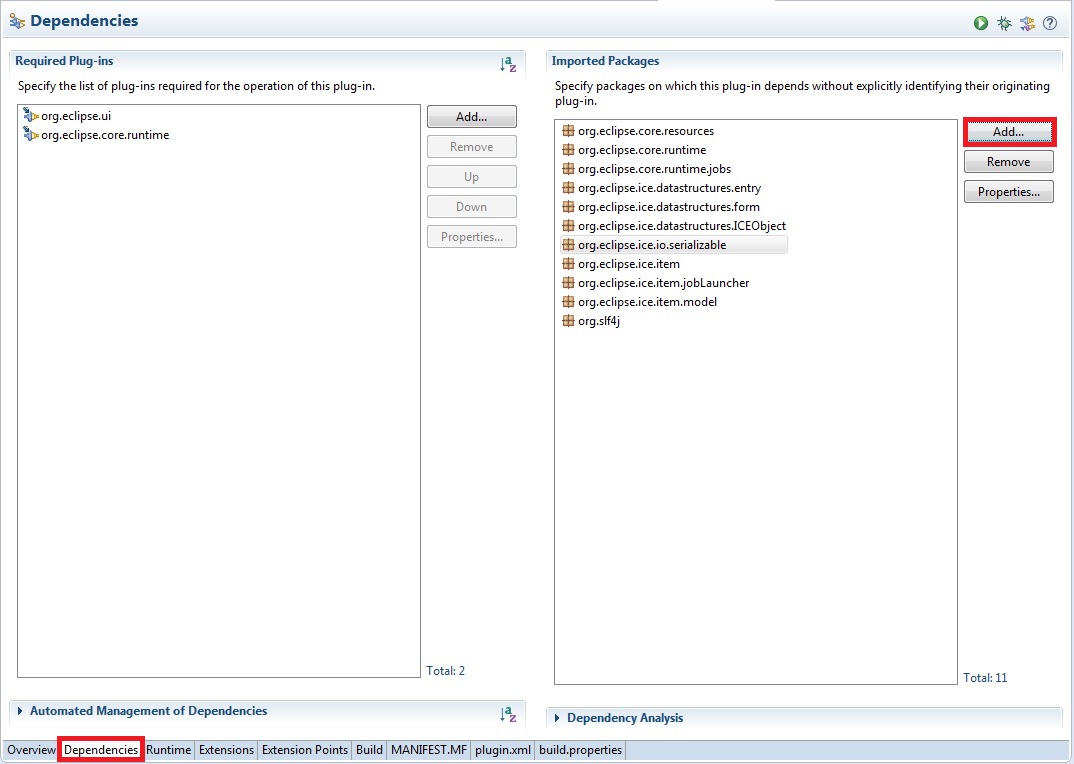 Dependencies
Required Plug-ins
Specify the list of plug-ins required for the operation of this plug-in.
org.eclipse.ui
org.eclipse.core.runtime
Add...
Remove
Up
Down
Properties...
Total: 2
Automated Management of Dependencies
Imported Packages
Specify packages on which this plug-in depends without explicitly identifying their originating
plug-in.
org.eclipse.core.resources
org.eclipse.core.runtime
org.eclipse.core.runtime.jobs
org.eclipse.ice.datastructures.entry
org.eclipse.ice.datastructures.form
org.eclipse.ice.datastructures.ICEObject
org.eclipse.ice.io.serializable
org.eclipse.ice.item
org.eclipse.ice.item.jobLauncher
org.eclipse.ice.item.model
org.slf4j
Add...
Remove
Properties...
Total: 11
Dependency Analysis
Overview Dependencies Runtime Extensions Extension Points Build MANIFEST.MF plugin.xml build.properties